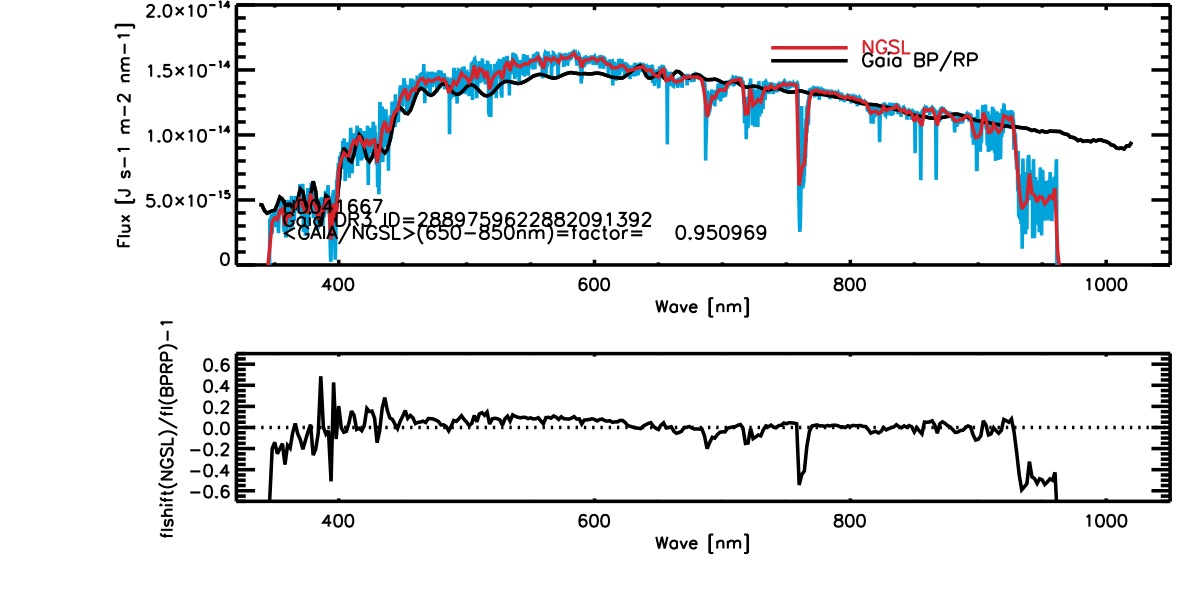 2.0×10−14
1.5×10−14
1.0×10−14
5.0×10−15
0
Flux [J s−1 m−2 nm−1]
NGSL
Gaia BP/RP
Gaia DR3 ID=2889759622882091392
<GAIA/NGSL>(650−850nm)=factor= 0.950969
400 600 800 1000
Wave [nm]
0.6
0.4
0.2
0.0
−0.2
−0.4
−0.6
flshift(NGSL)/fl(BPRP)−1
400 600 800 1000
Wave [nm]